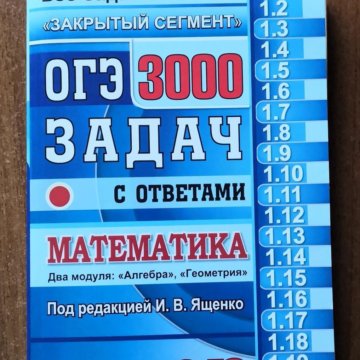 «ЗАКРЫТЫЙ СЕГМЕНТ»
ОГЭ 3000
ЗАДАЧ
С ОТВЕТАМИ
МАТЕМАТИКА
Два модуля: «Алгебра», «Геометрия»
Под редакцией И. В. Ященко
1.2
1.3
1.4
1.5
1.6
1.7
1.8
1.9
1.10
1.11
1.12
1.13
1.14
1.15
1.16
1.17
1.18